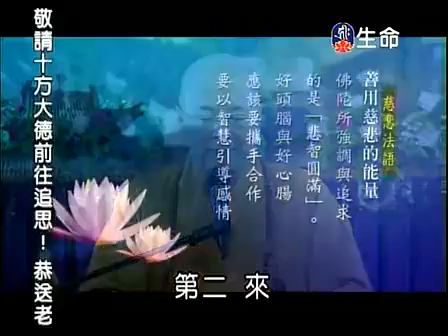 生命
慈悲法語
善用慈悲的能量
佛陀所強調與追求
的是「悲智圓滿」。
好頭腦與好心腸
應該要攜手合作
要以智慧引導感情
敬請十方大德前往追思！恭送老
第二 來